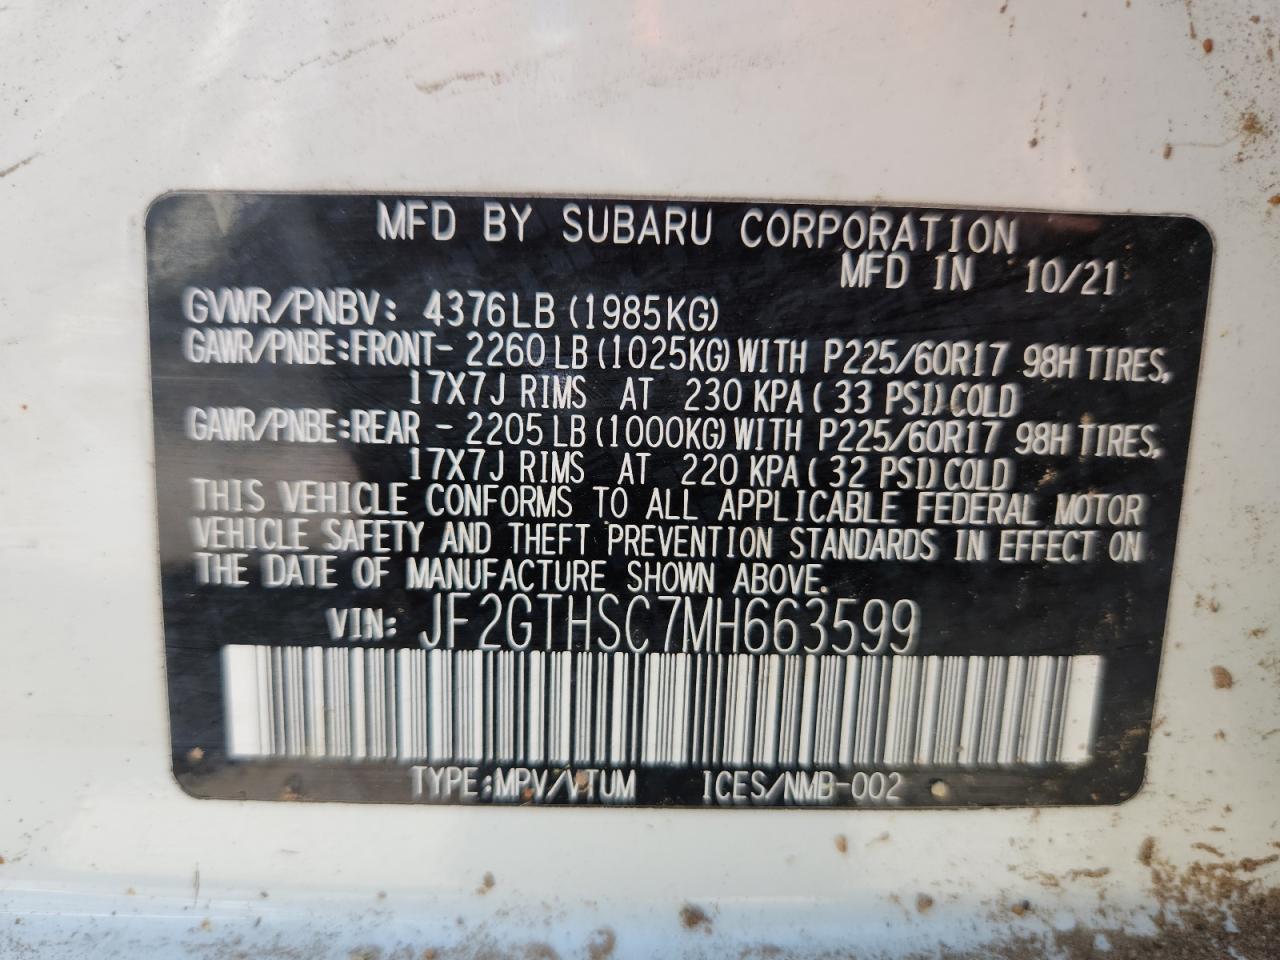 MFD BY SUBARU CORPORATION
MFD IN 10/21
GVWR/PNBV: 4376LB (1985KG)
GAWR/PNBE:FRONT- 2260LB (1025KG) WITH P225/60R17 98H TIRES,
17X7J RIMS AT 230 KPA ( 33 PSI) COLD
GAWR/PNBE:REAR - 2205LB (1000KG) WITH P225/60R17 98H TIRES,
17X7J RIMS AT 220 KPA ( 32 PSI) COLD
THIS VEHICLE CONFORMS TO ALL APPLICABLE FEDERAL MOTOR
VEHICLE SAFETY AND THEFT PREVENTION STANDARDS IN EFFECT ON
THE DATE OF MANUFACTURE SHOWN ABOVE.
VIN: JF2GTHSC7MH663599
TYPE:MPV/VTUM ICES/NMB-002